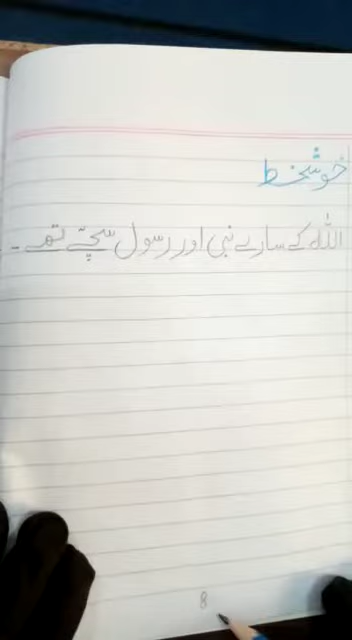 خوشخط
اللہ کے سارے نبی اور رسول سچے تھے ۔
8